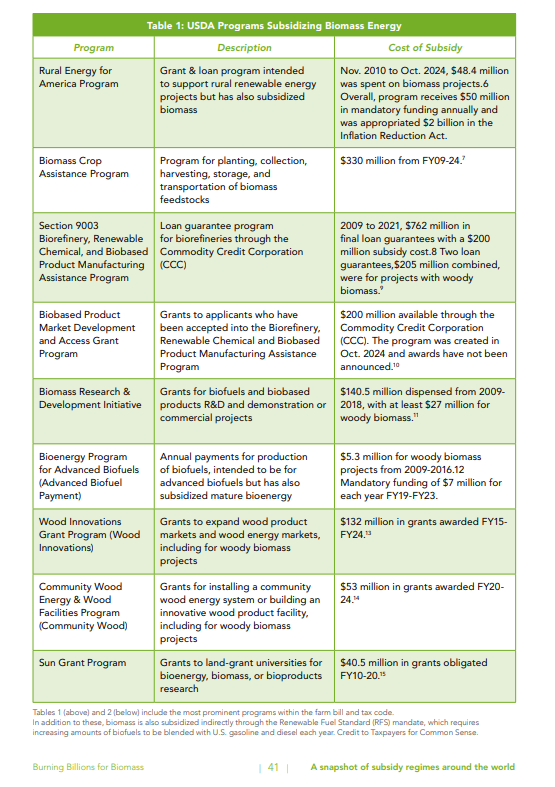 Table 1: USDA Programs Subsidizing Biomass Energy
Program
Description
Cost of Subsidy
Rural Energy for
America Program
Grant & loan program intended
to support rural renewable energy
projects but has also subsidized
biomass
Nov. 2010 to Oct. 2024, $48.4 million
was spent on biomass projects.6
Overall, program receives $50 million
in mandatory funding annually and
was appropriated $2 billion in the
Inflation Reduction Act.
Biomass Crop
Assistance Program
Program for planting, collection,
harvesting, storage, and
transportation of biomass
feedstocks
$330 million from FY09-24.7
Section 9003
Biorefinery, Renewable
Chemical, and Biobased
Product Manufacturing
Assistance Program
Loan guarantee program
for biorefineries through the
Commodity Credit Corporation
(CCC)
2009 to 2021, $762 million in
final loan guarantees with a $200
million subsidy cost.8 Two loan
guarantees,$205 million combined,
were for projects with woody
biomass.9
Biobased Product
Market Development
and Access Grant
Program
Grants to applicants who have
been accepted into the Biorefinery,
Renewable Chemical and Biobased
Product Manufacturing Assistance
Program
$200 million available through the
Commodity Credit Corporation
(CCC). The program was created in
Oct. 2024 and awards have not been
announced.10
Biomass Research &
Development Initiative
Grants for biofuels and biobased
products R&D and demonstration or
commercial projects
$140.5 million dispensed from 2009-
2018, with at least $27 million for
woody biomass.11
Bioenergy Program
for Advanced Biofuels
(Advanced Biofuel
Payment)
Annual payments for production
of biofuels, intended to be for
advanced biofuels but has also
subsidized mature bioenergy
$5.3 million for woody biomass
projects from 2009-2016.12
Mandatory funding of $7 million for
each year FY19-FY23.
Wood Innovations
Grant Program (Wood
Innovations)
Grants to expand wood product
markets and wood energy markets,
including for woody biomass
projects
$132 million in grants awarded FY15-
FY24.13
Community Wood
Energy & Wood
Facilities Program
(Community Wood)
Grants for installing a community
wood energy system or building an
innovative wood product facility,
including for woody biomass
projects
$53 million in grants awarded FY20-
24.14
Sun Grant Program
Grants to land-grant universities for
bioenergy, biomass, or bioproducts
research
$40.5 million in grants obligated
FY10-20.15
Tables 1 (above) and 2 (below) include the most prominent programs within the farm bill and tax code.
In addition to these, biomass is also subsidized indirectly through the Renewable Fuel Standard (RFS) mandate, which requires
increasing amounts of biofuels to be blended with U.S. gasoline and diesel each year. Credit to Taxpayers for Common Sense.
Burning Billions for Biomass | 41 | A snapshot of subsidy regimes around the world